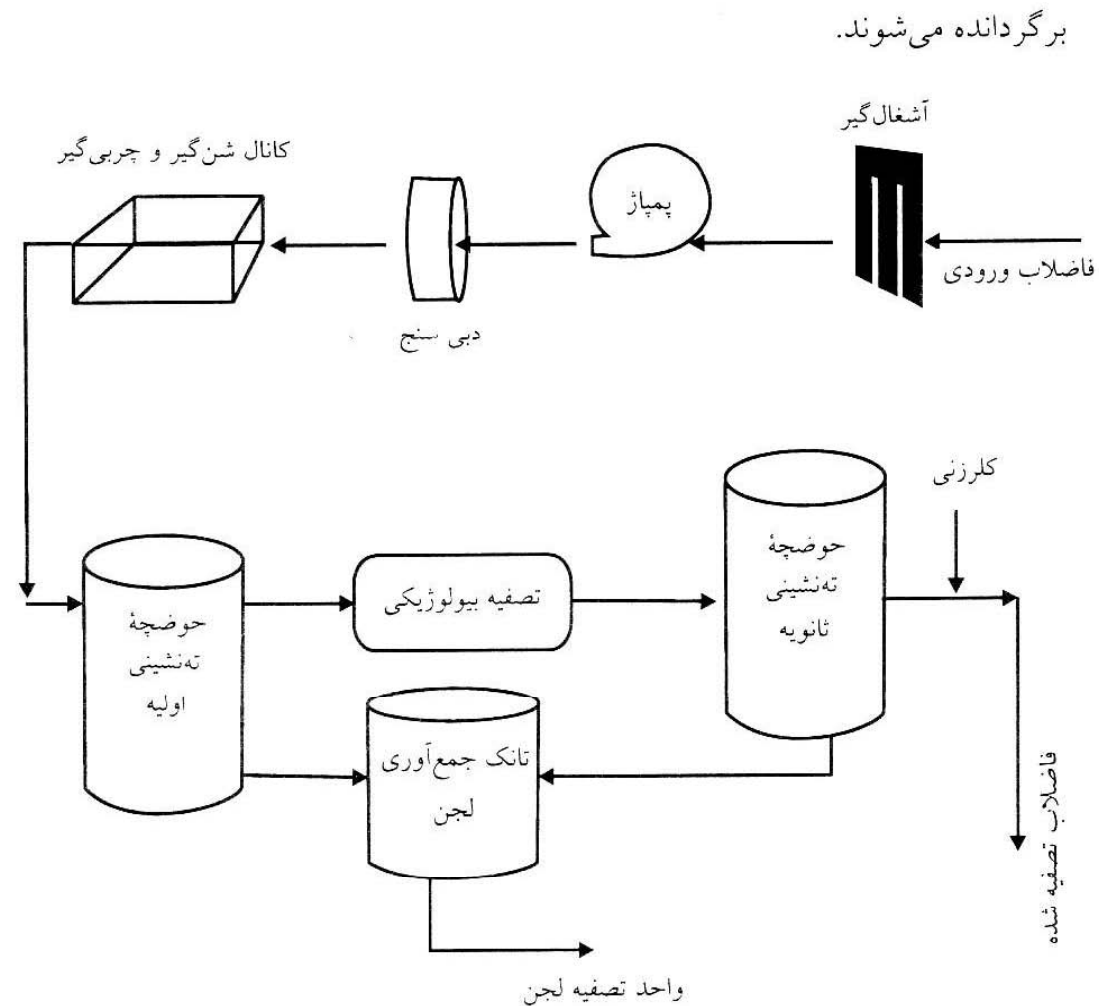 برگردانده می‌شوند.
آشغال‌گیر
فاضلاب ورودی
پمپاژ
دبی سنج
کانال شن‌گیر و چربی‌گیر
حوضچهٔ
ته‌نشینی
اولیه
تصفیه بیولوژیکی
حوضچهٔ
ته‌نشینی
ثانویه
کلرزنی
فاضلاب تصفیه شده
تانک جمع‌آوری
لجن
واحد تصفیه لجن